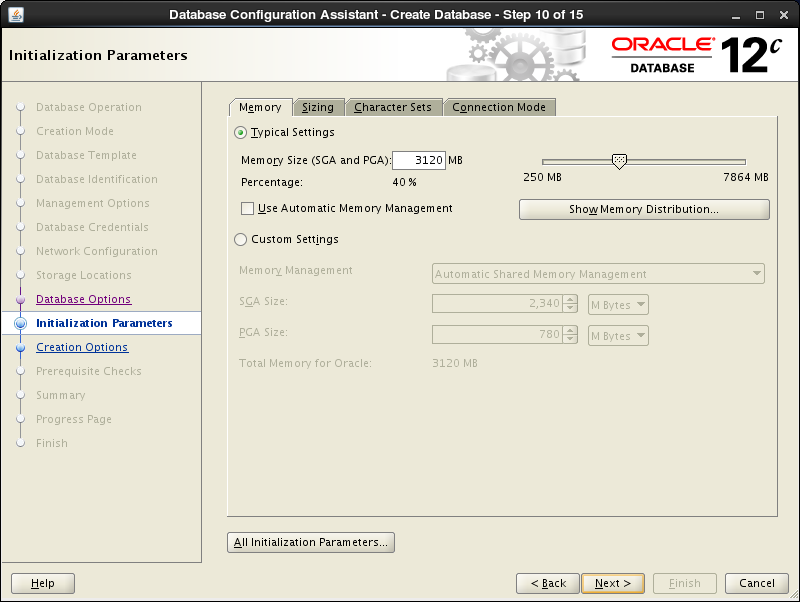 Database Configuration Assistant - Create Database - Step 10 of 15
Initialization Parameters
ORACLE®
DATABASE
12c
Database Operation
Creation Mode
Database Template
Database Identification
Management Options
Database Credentials
Network Configuration
Storage Locations
Database Options
Initialization Parameters
Creation Options
Prerequisite Checks
Summary
Progress Page
Finish
Memory Sizing Character Sets Connection Mode
Typical Settings
Memory Size (SGA and PGA): 3120 MB
250 MB 7864 MB
Percentage: 40 %
Use Automatic Memory Management
Show Memory Distribution...
Custom Settings
Memory Management Automatic Shared Memory Management
SGA Size: 2,340 M Bytes
PGA Size: 780 M Bytes
Total Memory for Oracle: 3120 MB
All Initialization Parameters...
Help < Back Next > Finish Cancel